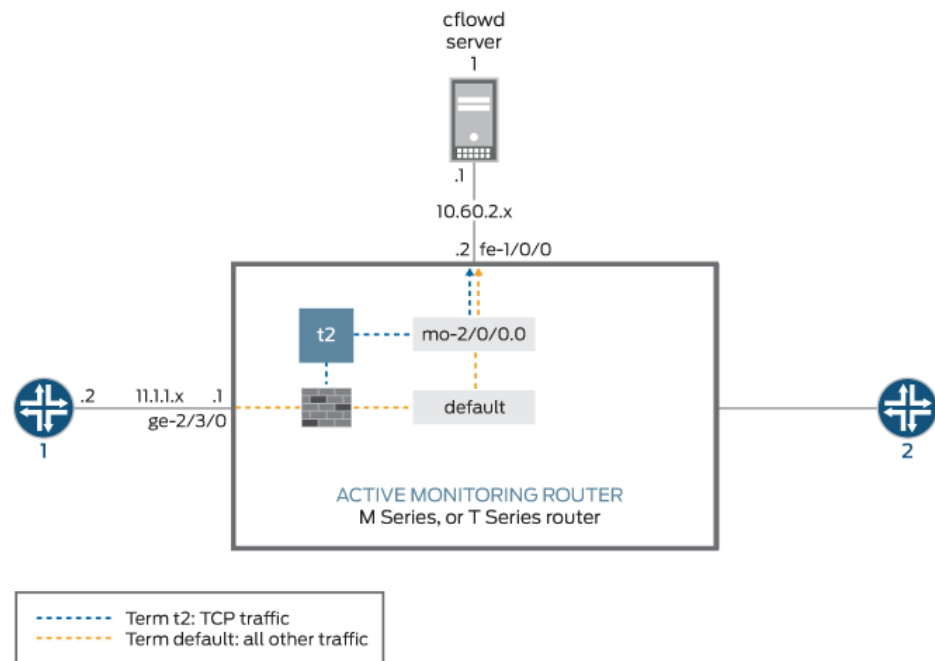 cflowd
server
1
.1
10.60.2.x
.2 fe-1/0/0
t2
mo-2/0/0.0
.2 11.1.1.x .1
ge-2/3/0
default
1
2
ACTIVE MONITORING ROUTER
M Series, or T Series router
Term t2: TCP traffic
Term default: all other traffic